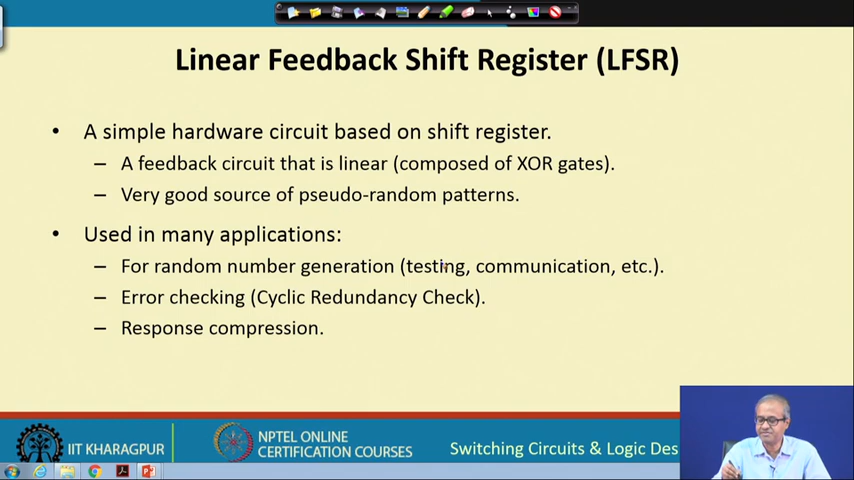 Linear Feedback Shift Register (LFSR)
• A simple hardware circuit based on shift register.
– A feedback circuit that is linear (composed of XOR gates).
– Very good source of pseudo-random patterns.
• Used in many applications:
– For random number generation (testing, communication, etc.).
– Error checking (Cyclic Redundancy Check).
– Response compression.
IIT KHARAGPUR
NPTEL ONLINE
CERTIFICATION COURSES
Switching Circuits & Logic Des